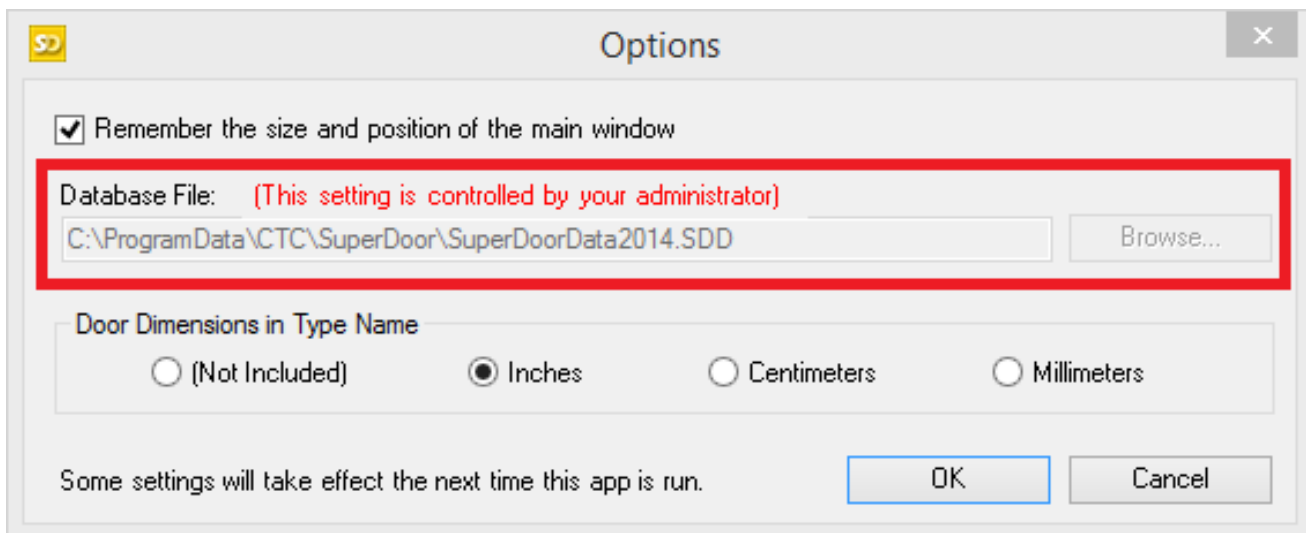 SD Options
Remember the size and position of the main window
Database File: (This setting is controlled by your administrator)
C:\ProgramData\CTC\SuperDoor\SuperDoorData2014.SDD Browse...
Door Dimensions in Type Name
(Not Included) Inches Centimeters Millimeters
Some settings will take effect the next time this app is run. OK Cancel